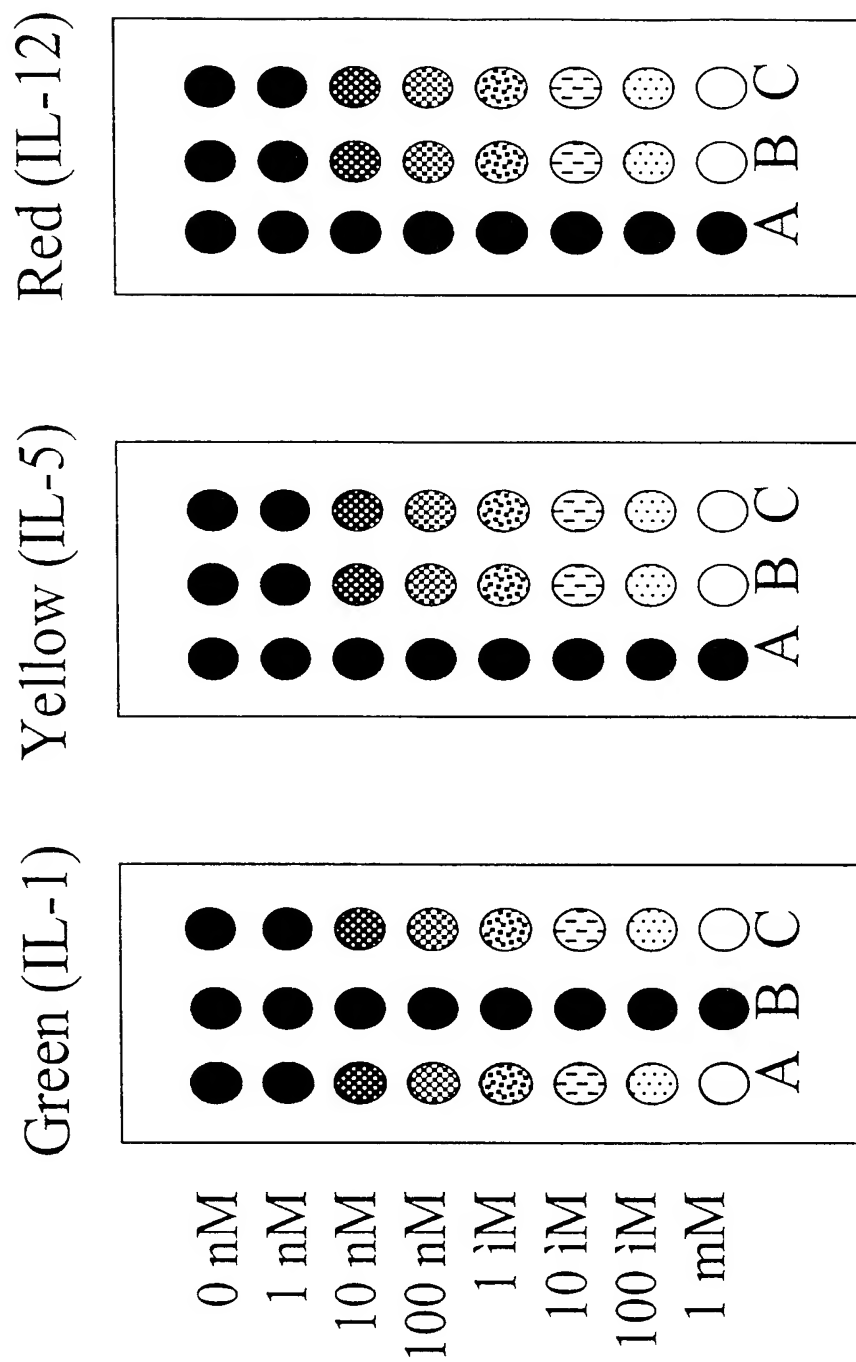 Green (IL-1)
Yellow (IL-5)
Red (IL-12)
0 nM
1 nM
10 nM
100 nM
1 ìM
10 ìM
100 ìM
1 mM
A B C
A B C
A B C